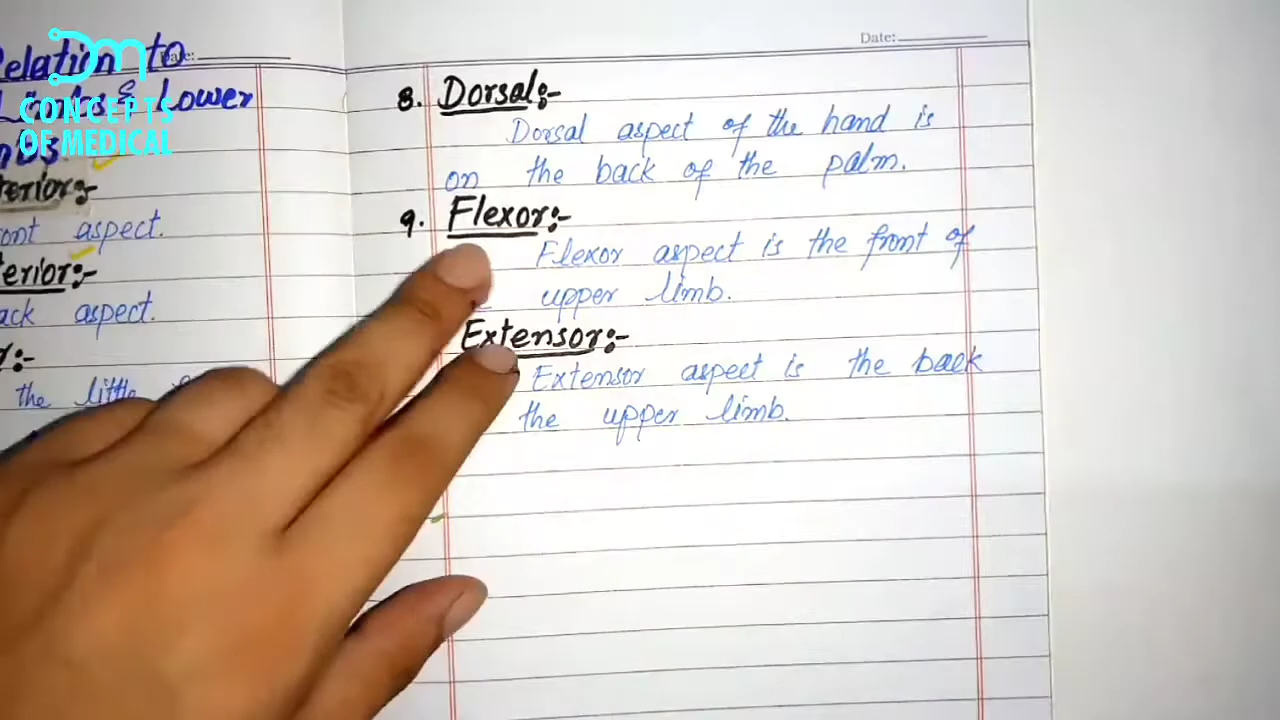 Relation to
Limbs & Lower
Date:
CONCEPTS
OF MEDICAL
aspect.
aspect.
the little
Date:
8. Dorsal:-
Dorsal aspect of the hand is
on the back of the palm.
9. Flexor:-
Flexor aspect is the front of
upper limb.
Extensor:-
Extensor aspect is the back
the upper limb.